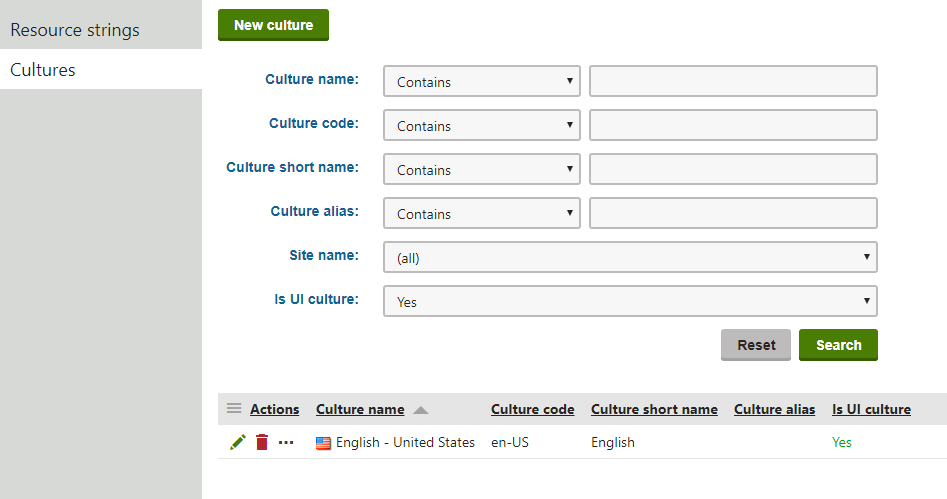 Resource strings
Cultures
New culture
Culture name: Contains
Culture code: Contains
Culture short name: Contains
Culture alias: Contains
Site name: (all)
Is UI culture: Yes
Reset Search
Actions Culture name Culture code Culture short name Culture alias Is UI culture
English - United States en-US English Yes